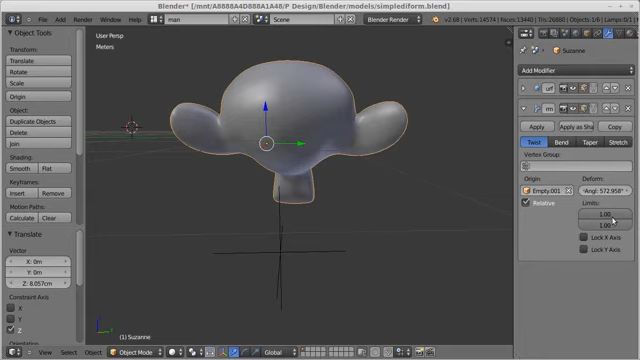 Blender* [/mnt/A8888A4D888A1A48/P Design/Blender/models/simplediform.blend]
File Add Render Window Help
man
Scene
Blender Render
v2.68 | Verts:14574 | Faces:13440 | Tris:26880 | Objects:1/6 | Lamps:0/1
Object Tools
Transform:
Translate
Rotate
Scale
Origin
Object:
Duplicate Objects
Delete
Join
Shading:
Smooth
Flat
Keyframes:
Insert
Remove
Motion Paths:
Calculate
Clear
Translate
Vector
X: 0m
Y: 0m
Z: 8.057cm
Constraint Axis
X
Y
Z
Orientation
User Persp
Meters
(1) Suzanne
View
Select
Object
Object Mode
Global
Suzanne
Add Modifier
urf
rm
Apply
Apply as Sha
Copy
Twist
Bend
Taper
Stretch
Vertex Group:
Origin:
Deform:
Empty.001
Angl: 572.958°
Relative
Limits:
1.00
1.00
Lock X Axis
Lock Y Axis